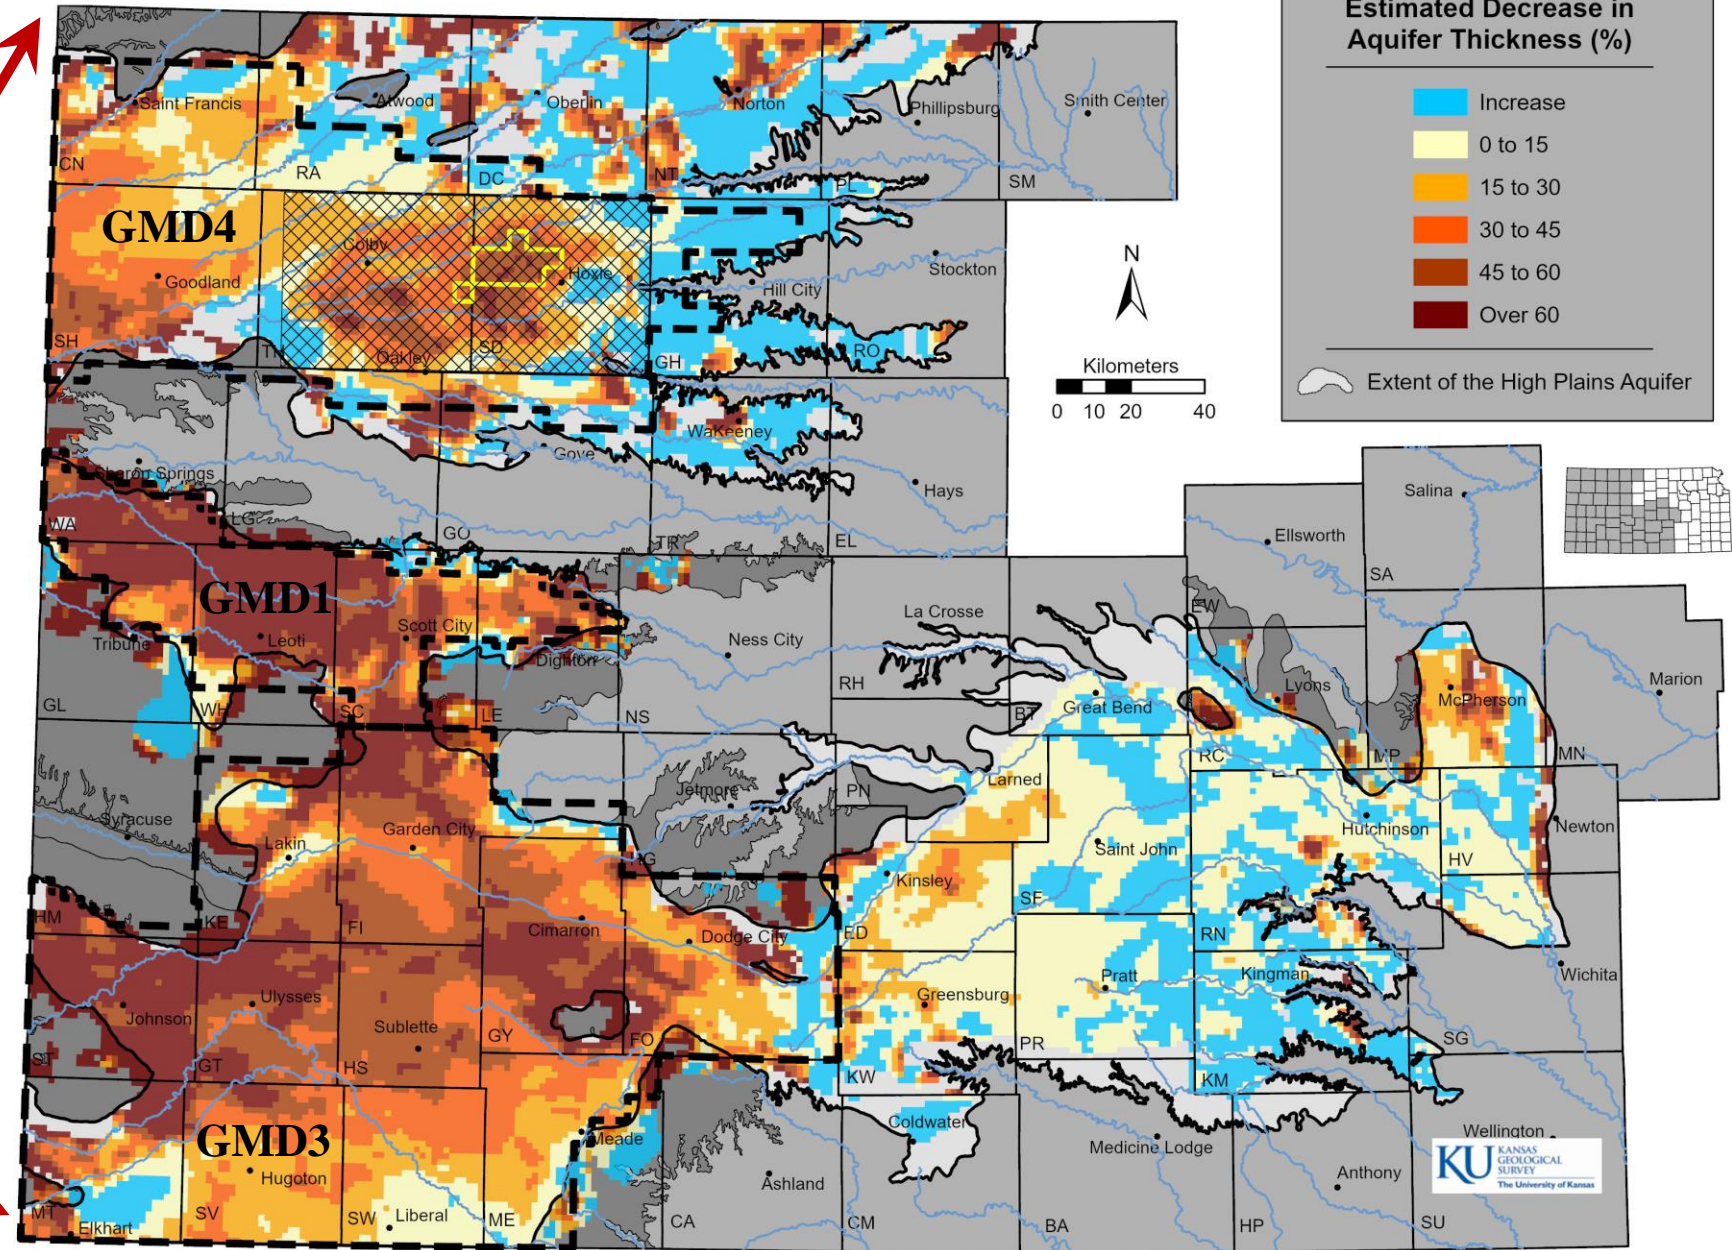 Estimated Decrease in
Aquifer Thickness (%)
Increase
0 to 15
15 to 30
30 to 45
45 to 60
Over 60
Extent of the High Plains Aquifer
N
Kilometers
0 10 20 40
Saint Francis
Atwood
Oberlin
Norton
Phillipsburg
Smith Center
CN
RA
DC
NT
PL
SM
GMD4
Colby
Goodland
Hoxie
Hill City
Stockton
SH
TH
Oakley
SD
GH
RO
WaKeeney
Gove
Sharon Springs
Hays
WA
LG
GO
TR
EL
Salina
Ellsworth
SA
GMD1
Tribune
Leoti
Scott City
Dighton
Ness City
La Crosse
EW
Lyons
McPherson
Marion
GL
WH
SC
LE
NS
RH
BT
Great Bend
RC
MP
MN
Larned
Jetmore
PN
Syracuse
Lakin
Garden City
Hutchinson
Newton
Saint John
HV
Kinsley
HM
KE
FI
Cimarron
Dodge City
ED
SF
RN
Kingman
Wichita
Pratt
Greensburg
Johnson
Ulysses
Sublette
GY
FO
GT
HS
KW
PR
KM
SG
GMD3
Meade
Coldwater
Medicine Lodge
Wellington
Hugoton
Ashland
Anthony
MT
Elkhart
SV
SW
Liberal
ME
CA
CM
BA
HP
SU
KU KANSAS
GEOLOGICAL
SURVEY
The University of Kansas